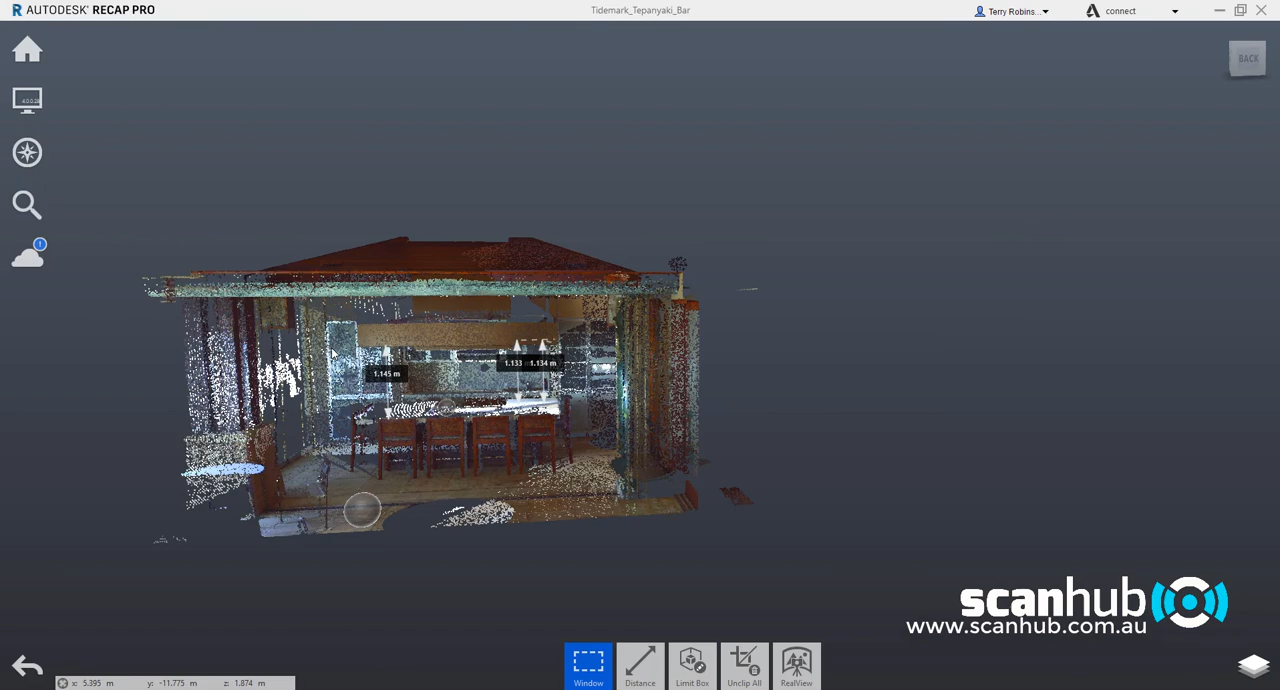 R AUTODESK RECAP PRO
Tidemark_Tepanyaki_Bar
Terry Robins...
connect
BACK
1.145 m
1.133
1.134 m
scanhub
www.scanhub.com.au
Window
Distance
Limit Box
Unclip All
RealView
x: 5.395 m y: -11.775 m z: 1.874 m